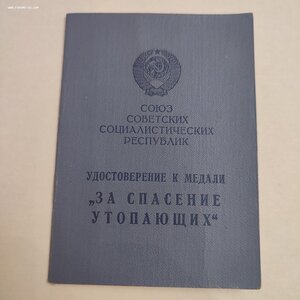 СОЮЗ
СОВЕТСКИХ
СОЦИАЛИСТИЧЕСКИХ
РЕСПУБЛИК
УДОСТОВЕРЕНИЕ К МЕДАЛИ
„ЗА СПАСЕНИЕ
УТОПАЮЩИХ“